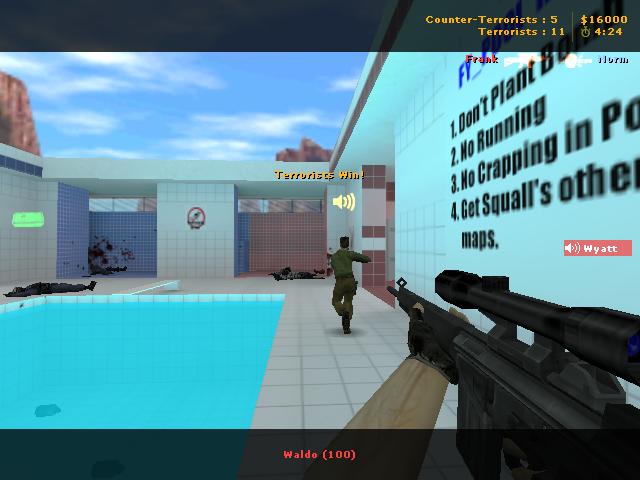 Counter-Terrorists : 5 $16000
Terrorists : 11 4:24
Frank Norm
1. Don't Plant Bomb
2. No Running
3. No Crapping in Po
4. Get Squall's other
maps.
Terrorists Win!
Wyatt
Waldo (100)